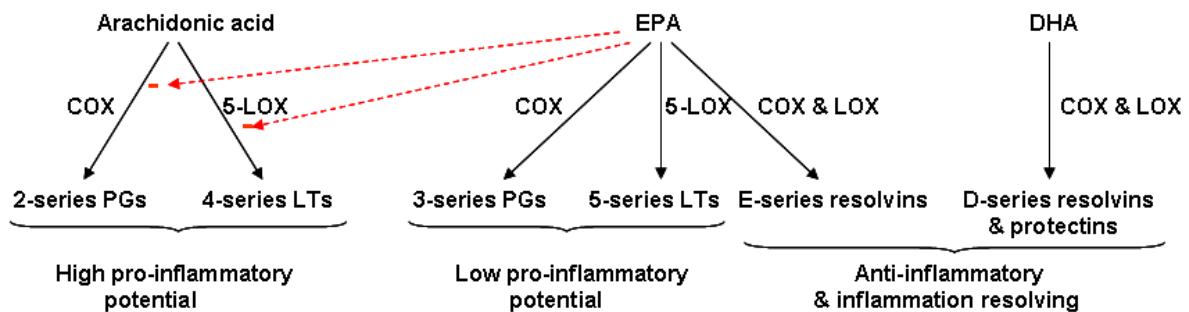 Arachidonic acid
EPA
DHA
COX
5-LOX
COX
5-LOX
COX & LOX
COX & LOX
2-series PGs
4-series LTs
3-series PGs
5-series LTs
E-series resolvins
D-series resolvins
& protectins
High pro-inflammatory
potential
Low pro-inflammatory
potential
Anti-inflammatory
& inflammation resolving